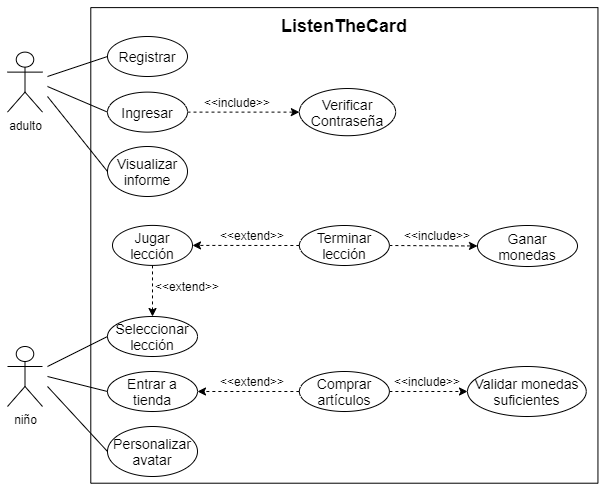 ListenTheCard
Registrar
adulto
Ingresar
<<include>>
Verificar
Contraseña
Visualizar
informe
Jugar
lección
<<extend>>
Terminar
lección
<<include>>
Ganar
monedas
<<extend>>
Seleccionar
lección
niño
Entrar a
tienda
<<extend>>
Comprar
artículos
<<include>>
Validar monedas
suficientes
Personalizar
avatar